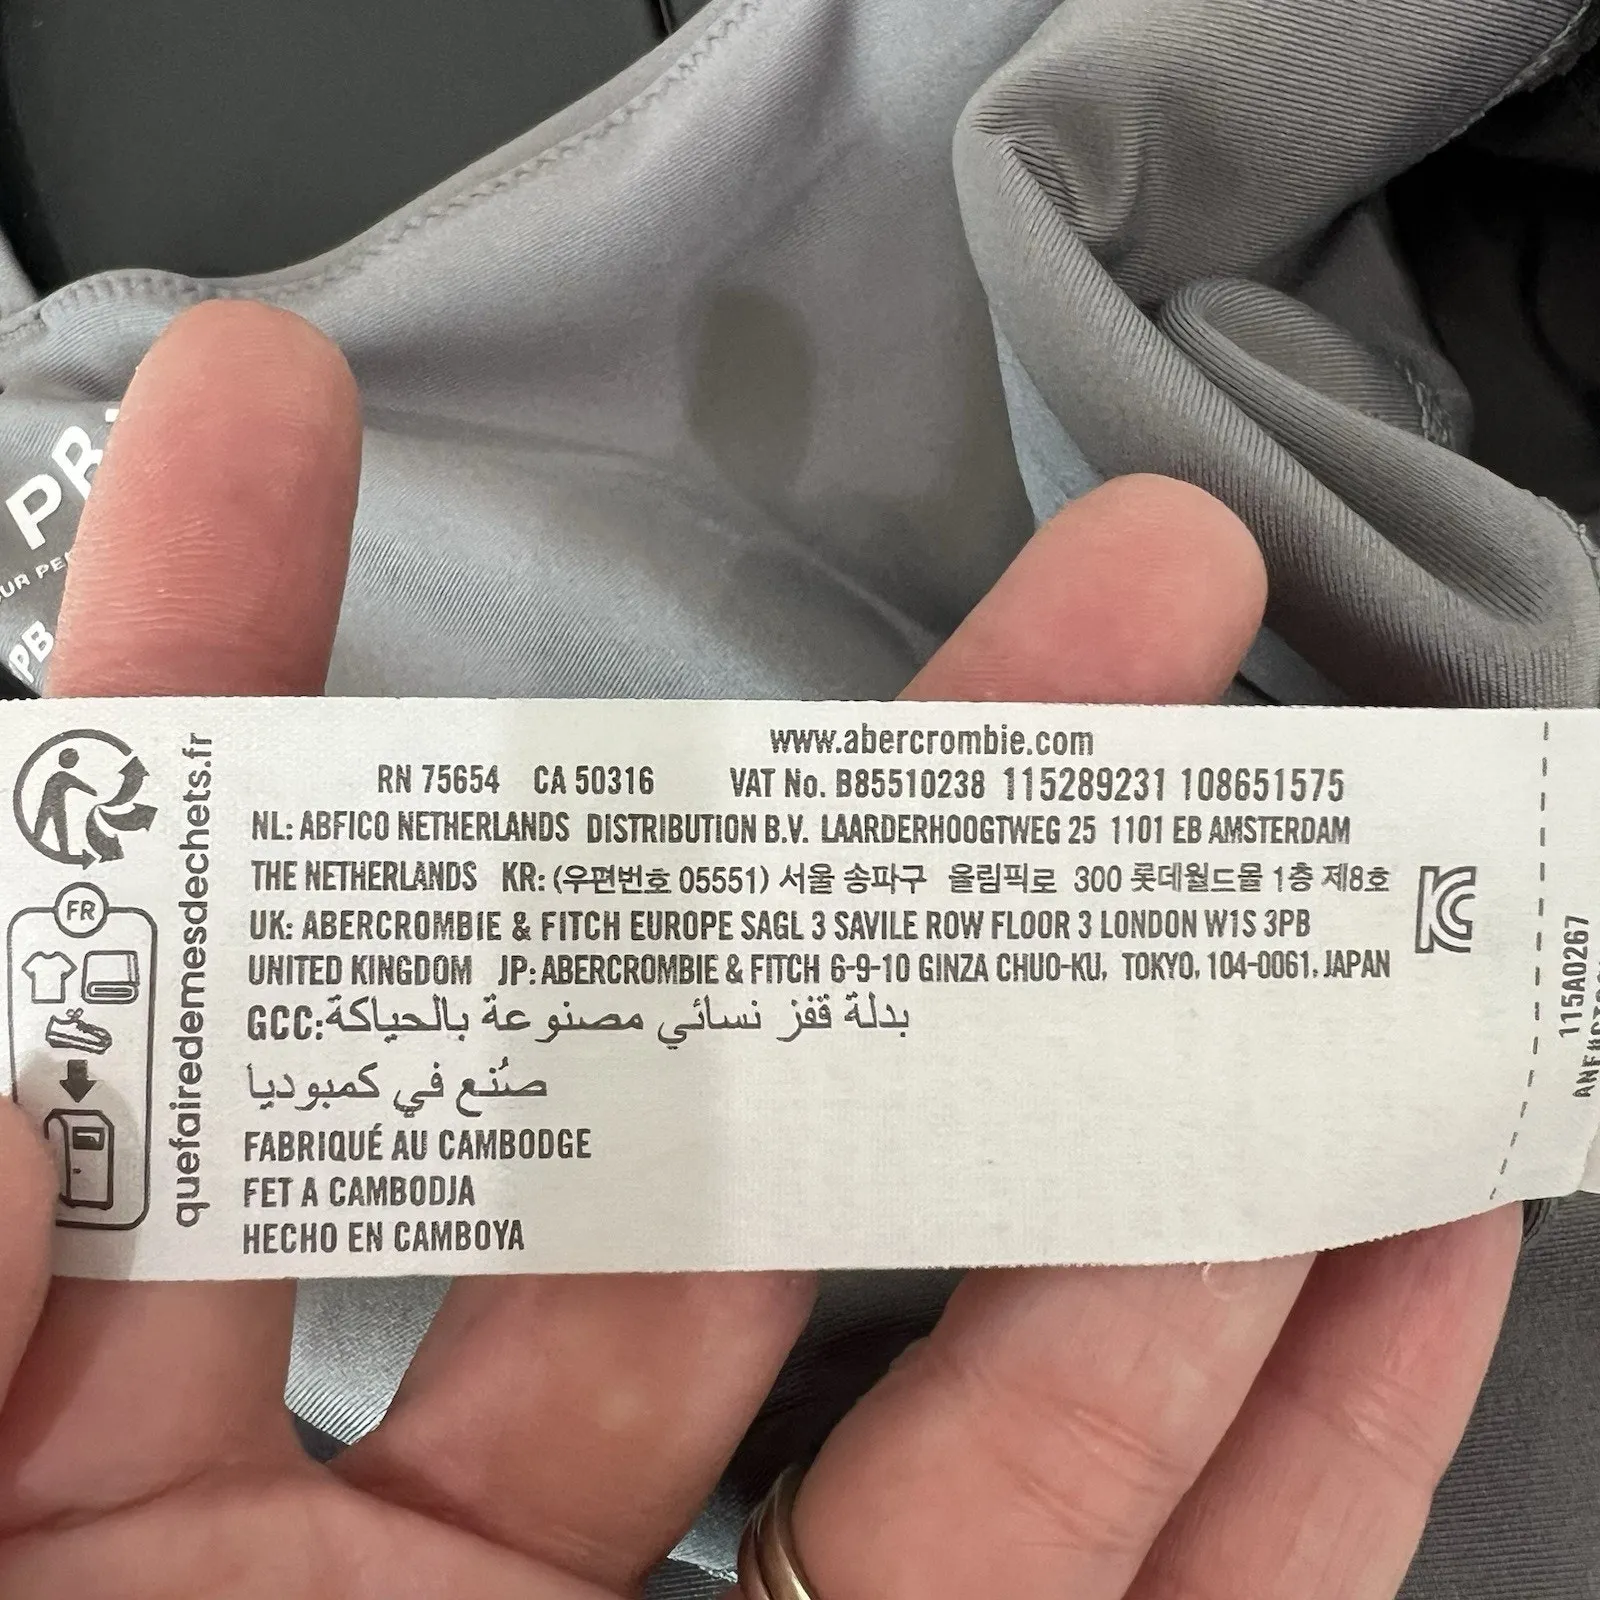 www.abercrombie.com
RN 75654 CA 50316 VAT No. B85510238 115289231 108651575
NL: ABFICO NETHERLANDS DISTRIBUTION B.V. LAARDERHOOGTWEG 25 1101 EB AMSTERDAM
THE NETHERLANDS KR: (우편번호 05551) 서울 송파구 올림픽로 300 롯데월드몰 1층 제8호
UK: ABERCROMBIE & FITCH EUROPE SAGL 3 SAVILE ROW FLOOR 3 LONDON W1S 3PB
UNITED KINGDOM JP: ABERCROMBIE & FITCH 6-9-10 GINZA CHUO-KU, TOKYO, 104-0061, JAPAN
GCC: بدلة قفز نسائي مصنوعة بالحياكة
صُنع في كمبوديا
FABRIQUÉ AU CAMBODGE
FET A CAMBODJA
HECHO EN CAMBOYA
quefairedemesdechets.fr
FR
KC
115A0267